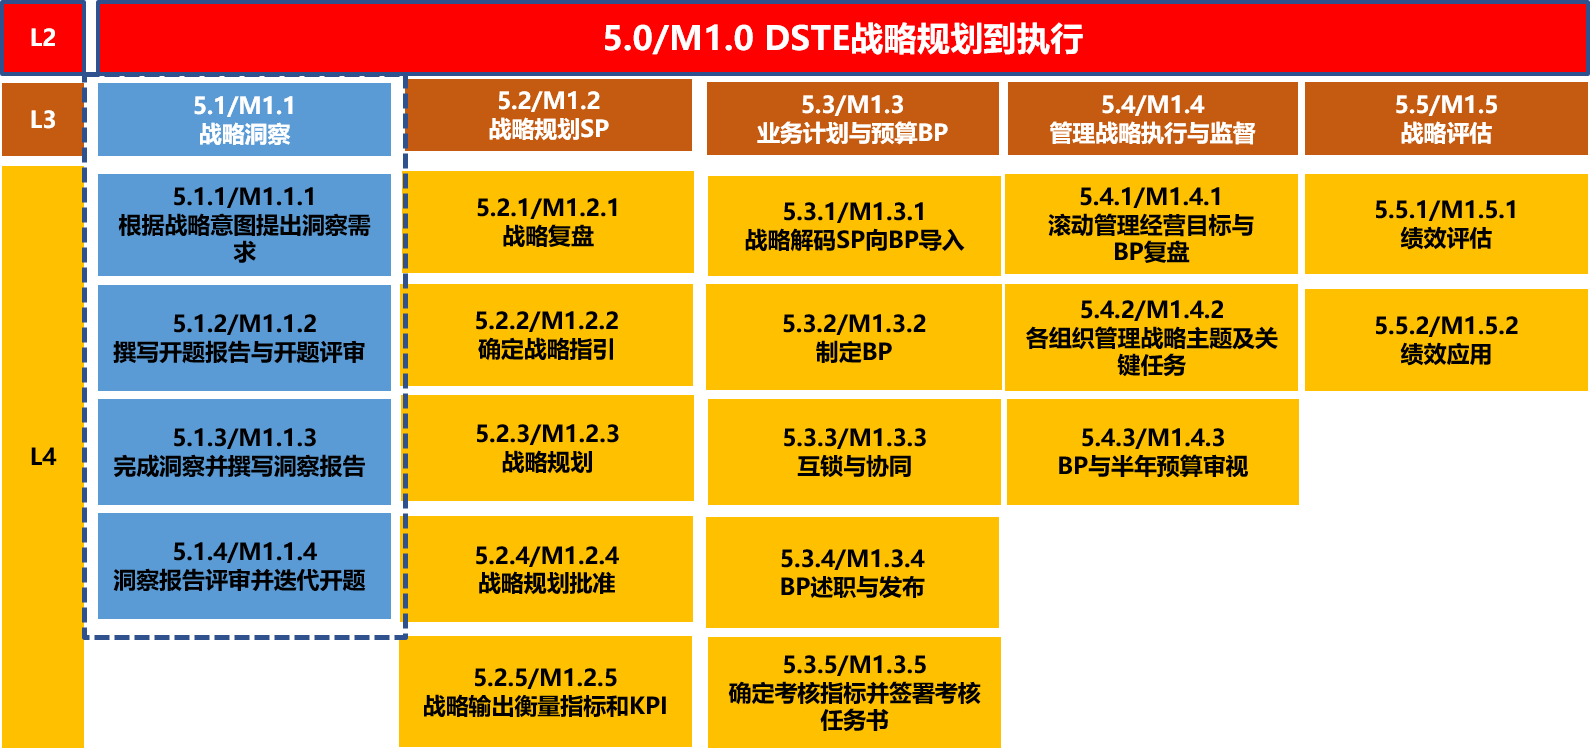 L2
5.0/M1.0 DSTE战略规划到执行
L3
5.1/M1.1
战略洞察
5.2/M1.2
战略规划SP
5.3/M1.3
业务计划与预算BP
5.4/M1.4
管理战略执行与监督
5.5/M1.5
战略评估
L4
5.1.1/M1.1.1
根据战略意图提出洞察需
求
5.1.2/M1.1.2
撰写开题报告与开题评审
5.1.3/M1.1.3
完成洞察并撰写洞察报告
5.1.4/M1.1.4
洞察报告评审并迭代开题
5.2.1/M1.2.1
战略复盘
5.2.2/M1.2.2
确定战略指引
5.2.3/M1.2.3
战略规划
5.2.4/M1.2.4
战略规划批准
5.2.5/M1.2.5
战略输出衡量指标和KPI
5.3.1/M1.3.1
战略解码SP向BP导入
5.3.2/M1.3.2
制定BP
5.3.3/M1.3.3
互锁与协同
5.3.4/M1.3.4
BP述职与发布
5.3.5/M1.3.5
确定考核指标并签署考核
任务书
5.4.1/M1.4.1
滚动管理经营目标与
BP复盘
5.4.2/M1.4.2
各组织管理战略主题及关
键任务
5.4.3/M1.4.3
BP与半年预算审视
5.5.1/M1.5.1
绩效评估
5.5.2/M1.5.2
绩效应用